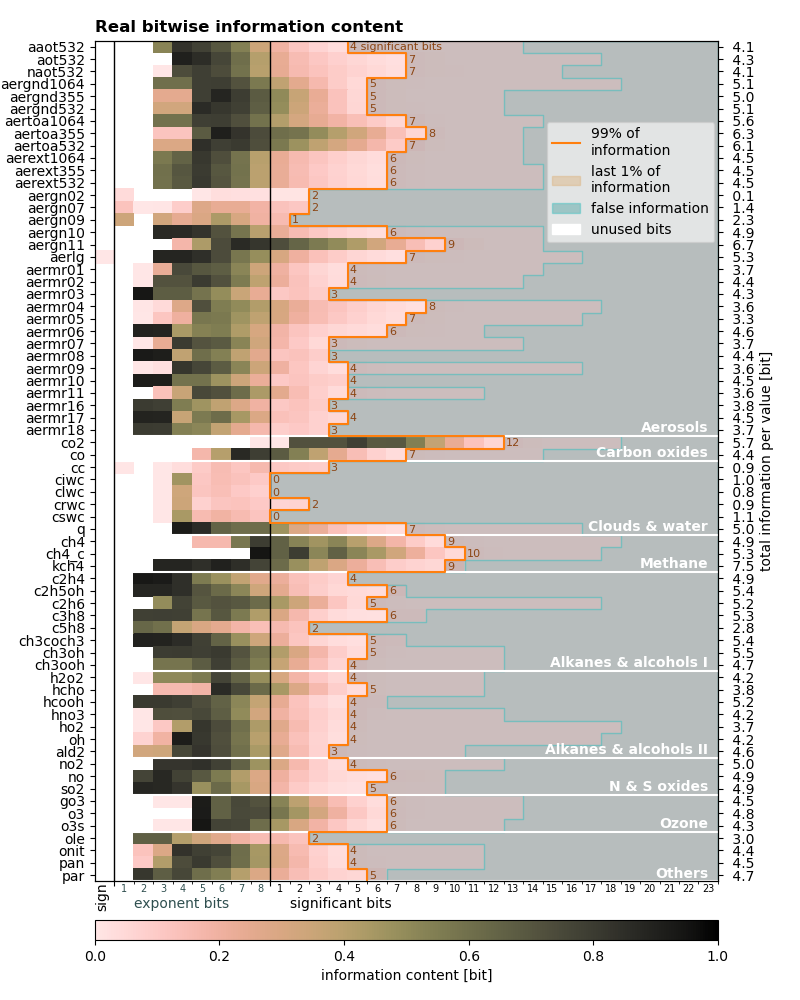 Real bitwise information content
aaot532 4 significant bits 4.1
aot532 7 4.3
naot532 7 4.1
aergnd1064 5 5.1
aergnd355 5 5.0
aergnd532 5 5.1
aertoa1064 7 5.6
aertoa355 8 6.3
aertoa532 7 6.1
aerext1064 6 4.5
aerext355 6 4.5
aerext532 6 4.5
aergn02 2 0.1
aergn07 2 1.4
aergn09 1 2.3
aergn10 6 4.9
aergn11 9 6.7
aerlg 7 5.3
aermr01 4 3.7
aermr02 4 4.4
aermr03 3 4.3
aermr04 8 3.6
aermr05 7 3.3
aermr06 6 4.6
aermr07 3 3.7
aermr08 3 4.4
aermr09 4 3.6
aermr10 4 4.5
aermr11 4 3.6
aermr16 3 3.8
aermr17 4 4.5
aermr18 3 Aerosols 3.7
co2 12 5.7
co 7 Carbon oxides 4.4
cc 3 0.9
ciwc 0 1.0
clwc 0 0.8
crwc 2 0.9
cswc 0 1.1
q 7 Clouds & water 5.0
ch4 9 4.9
ch4_c 10 5.3
kch4 9 Methane 7.5
c2h4 4 4.9
c2h5oh 6 5.4
c2h6 5 5.2
c3h8 6 5.3
c5h8 2 2.8
ch3coch3 5 5.4
ch3oh 5 5.5
ch3ooh 4 Alkanes & alcohols I 4.7
h2o2 4 4.2
hcho 5 3.8
hcooh 4 5.2
hno3 4 4.2
ho2 4 3.7
oh 4 4.2
ald2 3 Alkanes & alcohols II 4.6
no2 4 5.0
no 6 4.9
so2 5 N & S oxides 4.9
go3 6 4.5
o3 6 4.8
o3s 6 Ozone 4.3
ole 2 3.0
onit 4 4.4
pan 4 4.5
par 5 Others 4.7
99% of
information
last 1% of
information
false information
unused bits
total information per value [bit]
sign 1 2 3 4 5 6 7 8 1 2 3 4 5 6 7 8 9 10 11 12 13 14 15 16 17 18 19 20 21 22 23
exponent bits significant bits
0.0 0.2 0.4 0.6 0.8 1.0
information content [bit]